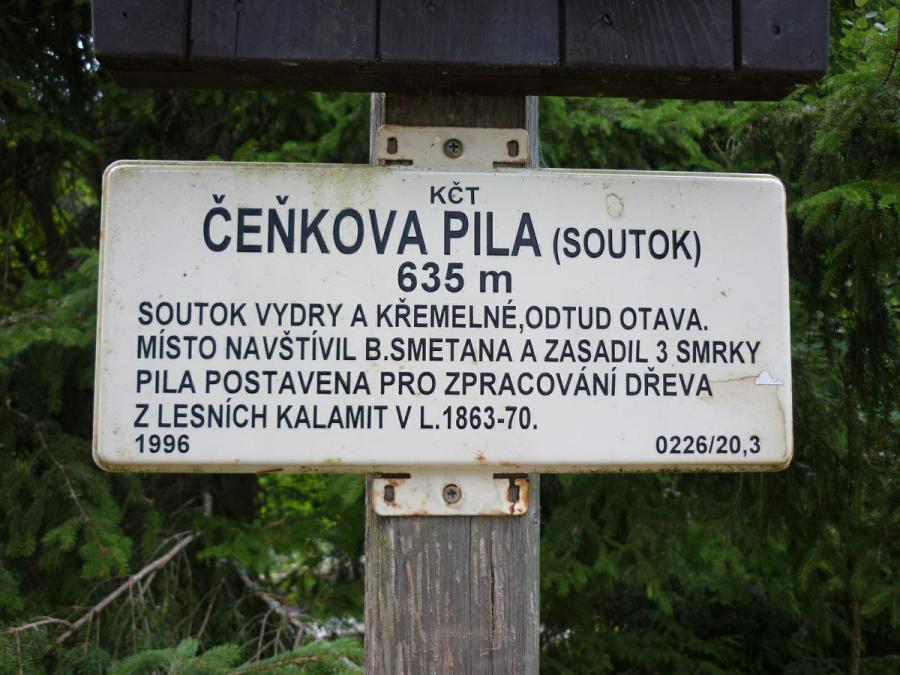 KČT
ČEŇKOVA PILA (SOUTOK)
635 m
SOUTOK VYDRY A KŘEMELNÉ,ODTUD OTAVA.
MÍSTO NAVŠTÍVIL B.SMETANA A ZASADIL 3 SMRKY
PILA POSTAVENA PRO ZPRACOVÁNÍ DŘEVA
Z LESNÍCH KALAMIT V L.1863-70.
1996 0226/20,3